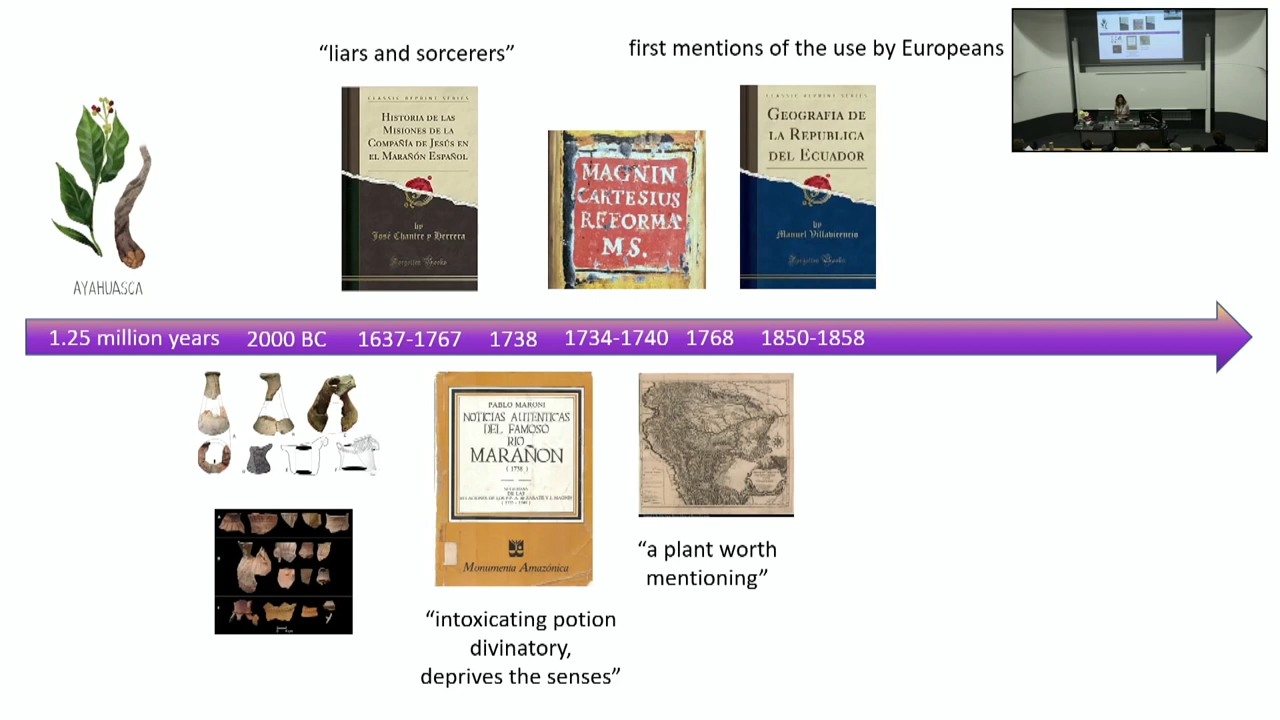 “liars and sorcerers”
first mentions of the use by Europeans
CLASSIC REPRINT SERIES
HISTORIA DE LAS
MISIONES DE LA
COMPAÑÍA DE JESÚS EN
EL MARAÑÓN ESPAÑOL
by
José Chantre y Herrera
Forgotten Books
MAGNIN
CARTESIUS
REFORMAT
M.S.
CLASSIC REPRINT SERIES
GEOGRAFIA DE
LA REPUBLICA
DEL ECUADOR
by
Manuel Villavicencio
Forgotten Books
AYAHUASCA
1.25 million years
2000 BC
1637-1767
1738
1734-1740
1768
1850-1858
PABLO MARONI
NOTICIAS AUTENTICAS
DEL FAMOSO
RIO
MARAÑON
(1738)
Monumenta Amazónica
“a plant worth
mentioning”
“intoxicating potion
divinatory,
deprives the senses”